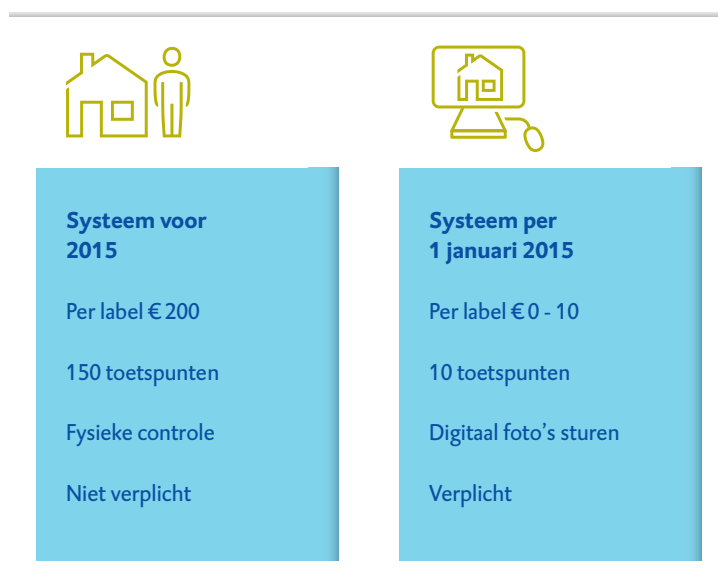 Systeem voor
2015
Per label € 200
150 toetspunten
Fysieke controle
Niet verplicht
Systeem per
1 januari 2015
Per label € 0 - 10
10 toetspunten
Digitaal foto's sturen
Verplicht